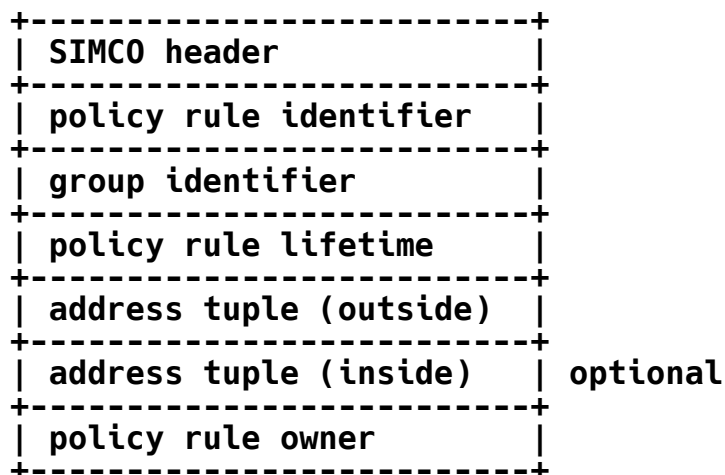 +--------------------------+
| SIMCO header             |
+--------------------------+
| policy rule identifier   |
+--------------------------+
| group identifier         |
+--------------------------+
| policy rule lifetime     |
+--------------------------+
| address tuple (outside)  |
+--------------------------+
| address tuple (inside)   | optional
+--------------------------+
| policy rule owner        |
+--------------------------+